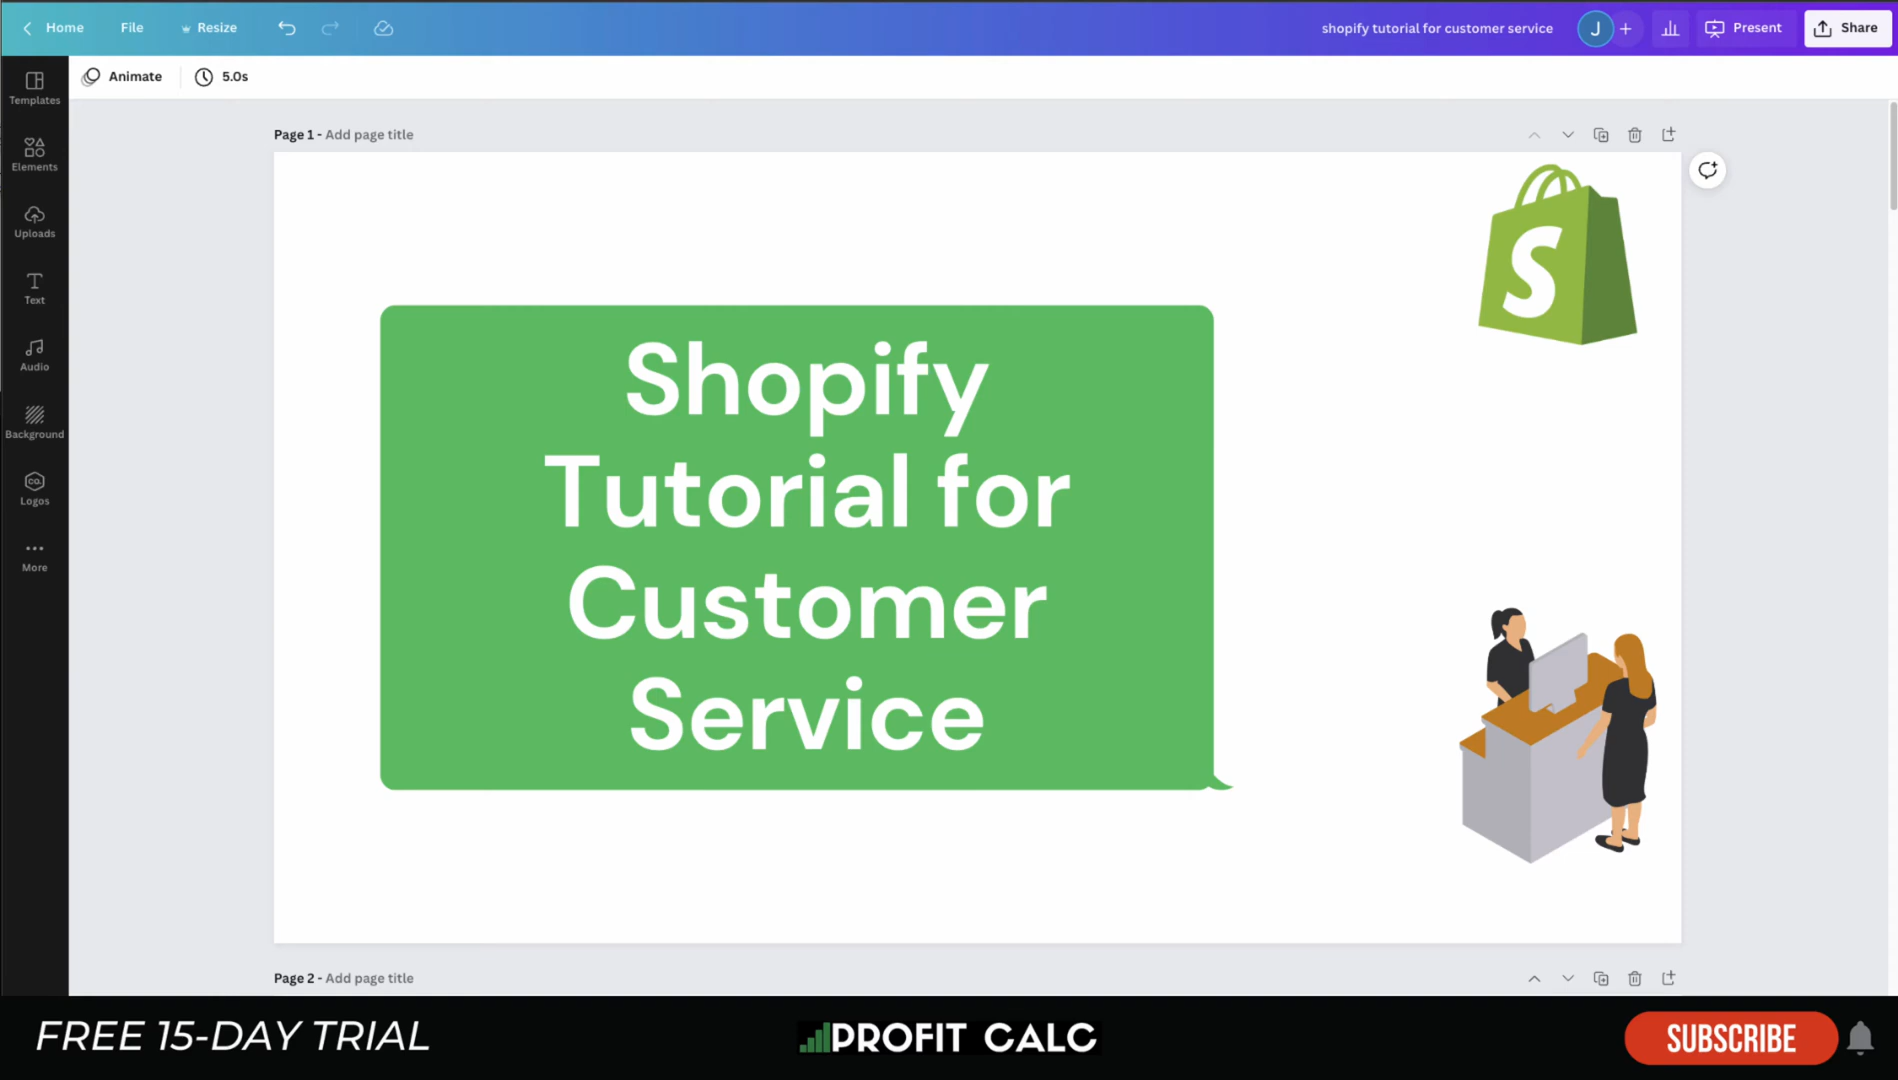 Home File Resize shopify tutorial for customer service J + Present Share
Animate 5.0s
Templates
Elements
Uploads
Text
Audio
Background
CO.
Logos
More
Page 1 - Add page title
S
Shopify
Tutorial for
Customer
Service
Page 2 - Add page title
FREE 15-DAY TRIAL
PROFIT CALC
SUBSCRIBE